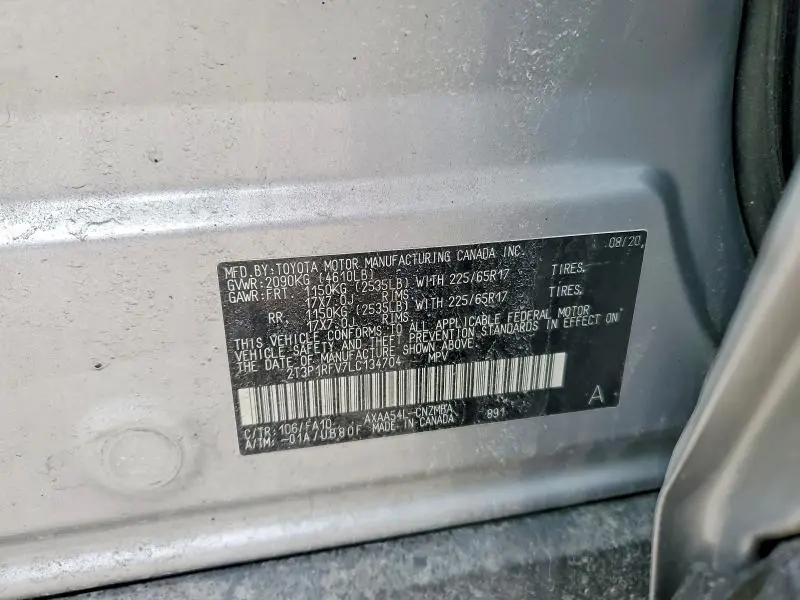 MFD.BY:TOYOTA MOTOR MANUFACTURING CANADA INC. 08/20
GVWR:2090KG (4610LB)
GAWR:FRT. 1150KG (2535LB) WITH 225/65R17 TIRES.
17X7.0J RIMS
RR. 1150KG (2535LB) WITH 225/65R17 TIRES.
17X7.0J RIMS
THIS VEHICLE CONFORMS TO ALL APPLICABLE FEDERAL MOTOR
VEHICLE SAFETY AND THEFT PREVENTION STANDARDS IN EFFECT ON
THE DATE OF MANUFACTURE SHOWN ABOVE.
2T3P1RFV7LC134704 MPV
C/TR:106/FA10 AXAA54L-CNZMBA 891 A
A/TM:-01A/UB80F MADE IN CANADA